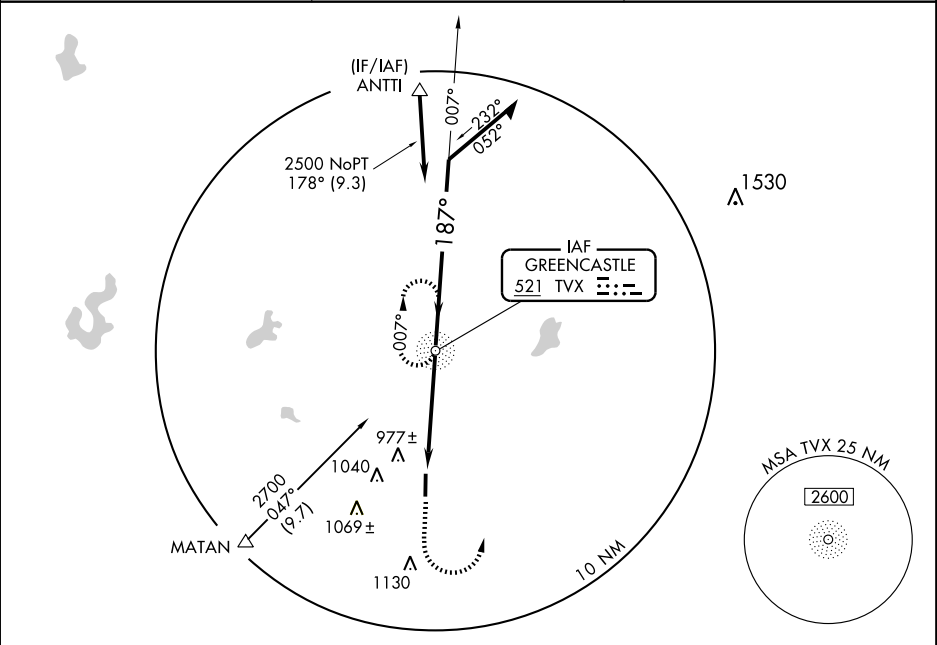 (IF/IAF)
ANTTI
007°
232°
052°
2500 NoPT
178° (9.3)
1530
187°
IAF
GREENCASTLE
521 TVX
007°
977±
1040
1069±
2700
047°
(9.7)
MATAN
1130
10 NM
MSA TVX 25 NM
2600